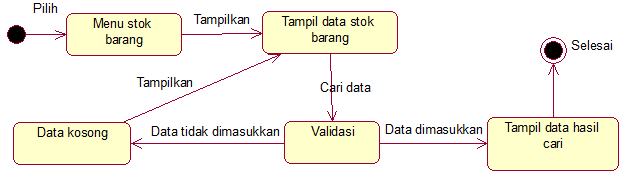 Pilih
Menu stok
barang
Tampilkan
Tampil data stok
barang
Selesai
Tampilkan
Cari data
Data kosong
Data tidak dimasukkan
Validasi
Data dimasukkan
Tampil data hasil
cari